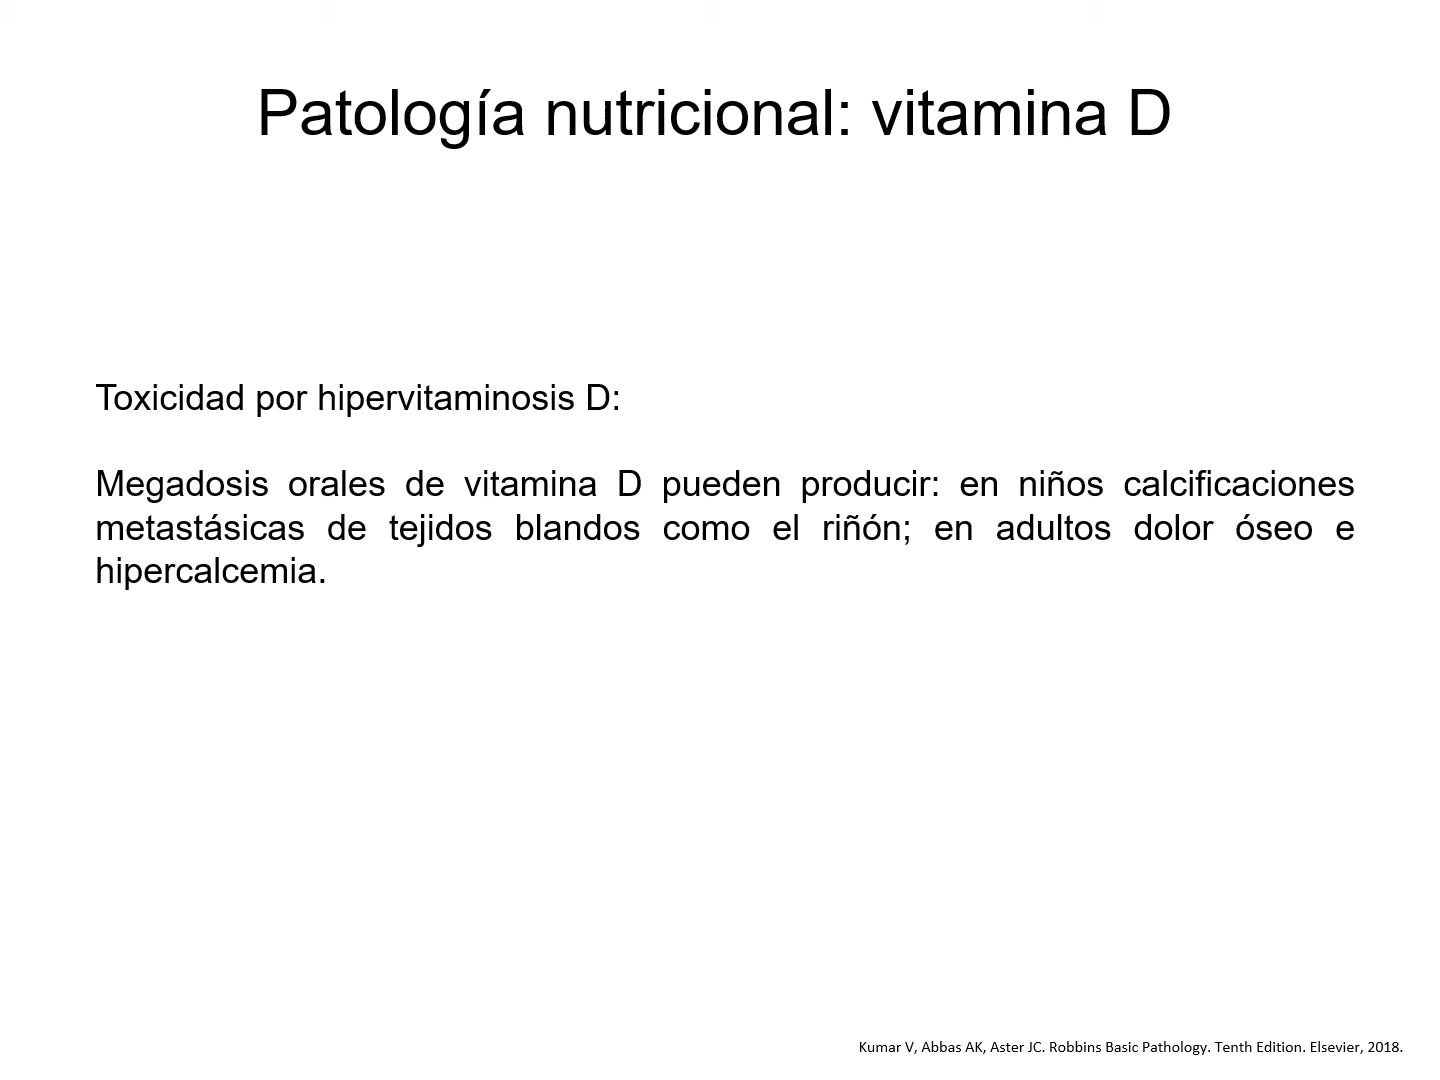 Patología nutricional: vitamina D
Toxicidad por hipervitaminosis D:
Megadosis orales de vitamina D pueden producir: en niños calcificaciones
metastásicas de tejidos blandos como el riñón; en adultos dolor óseo e
hipercalcemia.
Kumar V, Abbas AK, Aster JC. Robbins Basic Pathology. Tenth Edition. Elsevier, 2018.